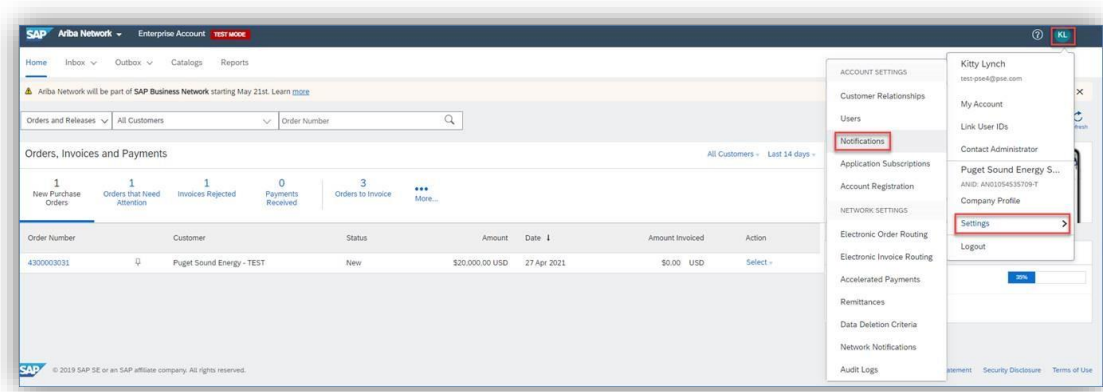 SAP Ariba Network Enterprise Account TEST MODE KL
Home Inbox Outbox Catalogs Reports
Ariba Network will be part of SAP Business Network starting May 21st. Learn more
Orders and Releases All Customers Order Number
Orders, Invoices and Payments All Customers Last 14 days
1 1 1 0 3
New Purchase Orders Orders that Need Attention Invoices Rejected Payments Received Orders to Invoice More...
Order Number Customer Status Amount Date Amount Invoiced Action
4300003031 Puget Sound Energy - TEST New $20,000.00 USD 27 Apr 2021 $0.00 USD Select
35%
SAP © 2019 SAP SE or an SAP affiliate company. All rights reserved. Security Disclosure Terms of Use
ACCOUNT SETTINGS
Customer Relationships
Users
Notifications
Application Subscriptions
Account Registration
NETWORK SETTINGS
Electronic Order Routing
Electronic Invoice Routing
Accelerated Payments
Remittances
Data Deletion Criteria
Network Notifications
Audit Logs
Kitty Lynch
test-pse4@pse.com
My Account
Link User IDs
Contact Administrator
Puget Sound Energy S...
ANID: AN01054535709-T
Company Profile
Settings
Logout